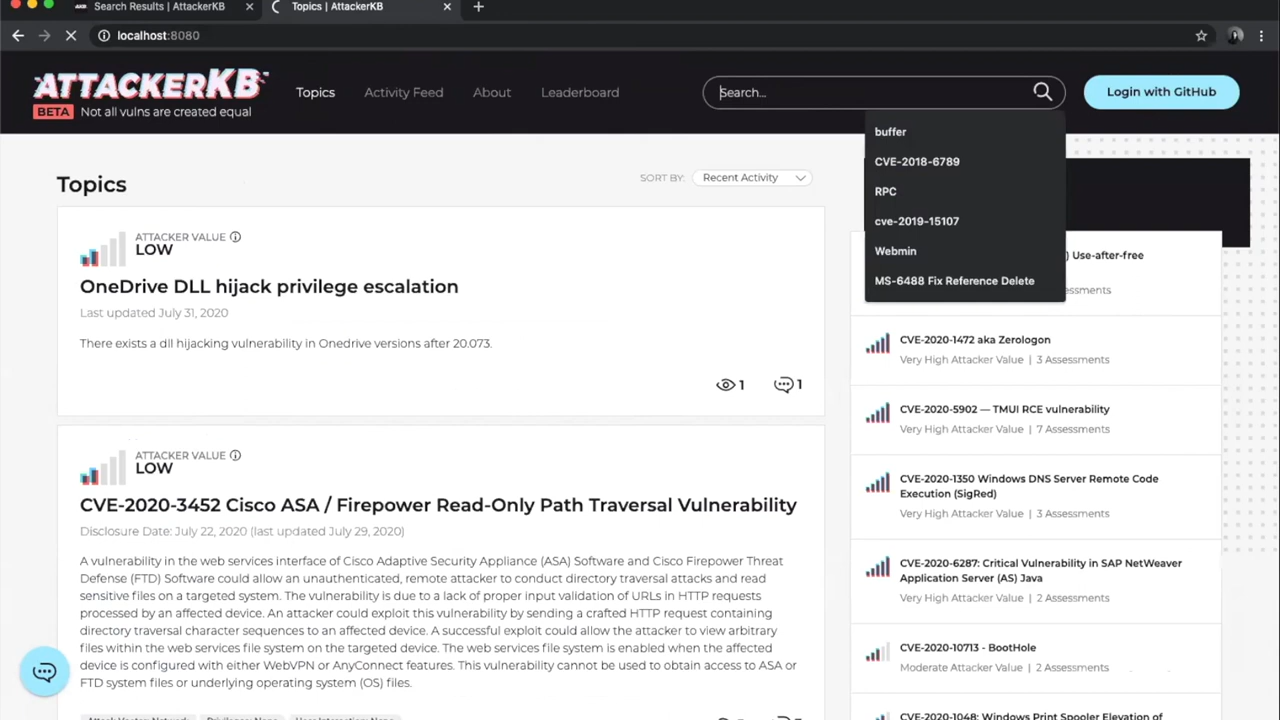 Search Results | AttackerKB
Topics | AttackerKB
localhost:8080
ATTACKERKB
BETA Not all vulns are created equal
Topics
Activity Feed
About
Leaderboard
Search...
Login with GitHub
buffer
CVE-2018-6789
RPC
cve-2019-15107
Webmin
MS-6488 Fix Reference Delete
Topics
SORT BY: Recent Activity
ATTACKER VALUE
LOW
OneDrive DLL hijack privilege escalation
Last updated July 31, 2020
There exists a dll hijacking vulnerability in Onedrive versions after 20.073.
1 1
ATTACKER VALUE
LOW
CVE-2020-3452 Cisco ASA / Firepower Read-Only Path Traversal Vulnerability
Disclosure Date: July 22, 2020 (last updated July 29, 2020)
A vulnerability in the web services interface of Cisco Adaptive Security Appliance (ASA) Software and Cisco Firepower Threat
Defense (FTD) Software could allow an unauthenticated, remote attacker to conduct directory traversal attacks and read
sensitive files on a targeted system. The vulnerability is due to a lack of proper input validation of URLs in HTTP requests
processed by an affected device. An attacker could exploit this vulnerability by sending a crafted HTTP request containing
directory traversal character sequences to an affected device. A successful exploit could allow the attacker to view arbitrary
files within the web services file system on the targeted device. The web services file system is enabled when the affected
device is configured with either WebVPN or AnyConnect features. This vulnerability cannot be used to obtain access to ASA or
FTD system files or underlying operating system (OS) files.
) Use-after-free
CVE-2020-1472 aka Zerologon
Very High Attacker Value | 3 Assessments
CVE-2020-5902 — TMUI RCE vulnerability
Very High Attacker Value | 7 Assessments
CVE-2020-1350 Windows DNS Server Remote Code
Execution (SigRed)
Very High Attacker Value | 3 Assessments
CVE-2020-6287: Critical Vulnerability in SAP NetWeaver
Application Server (AS) Java
Very High Attacker Value | 2 Assessments
CVE-2020-10713 - BootHole
Moderate Attacker Value | 2 Assessments
CVE-2020-1048: Windows Print Spooler Elevation of